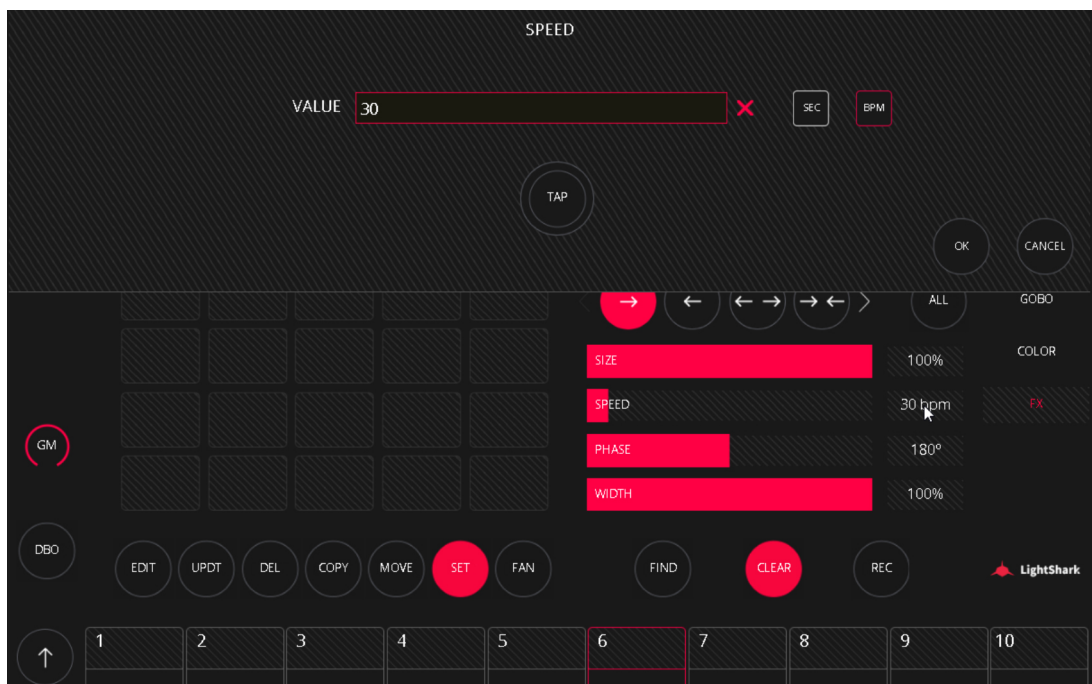 SPEED
VALUE 30 SEC BPM
TAP
OK CANCEL
ALL GOBO
SIZE 100% COLOR
SPEED 30 bpm FX
GM PHASE 180º
WIDTH 100%
DBO EDIT UPDT DEL COPY MOVE SET FAN FIND CLEAR REC LightShark
1 2 3 4 5 6 7 8 9 10